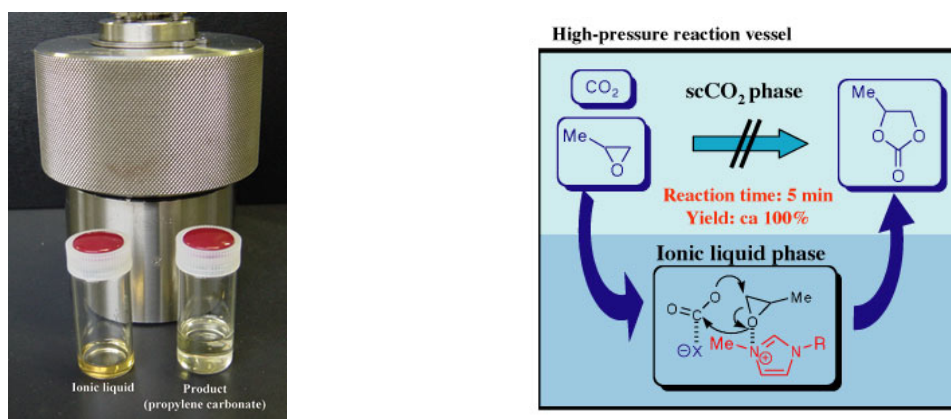 Ionic liquid
Product
(propylene carbonate)
High-pressure reaction vessel
CO₂
scCO₂ phase
Me
O
Me
O
O
O
Reaction time: 5 min
Yield: ca 100%
Ionic liquid phase
O
O
C
Me
O
⊖X
Me
N
⊕
N
R